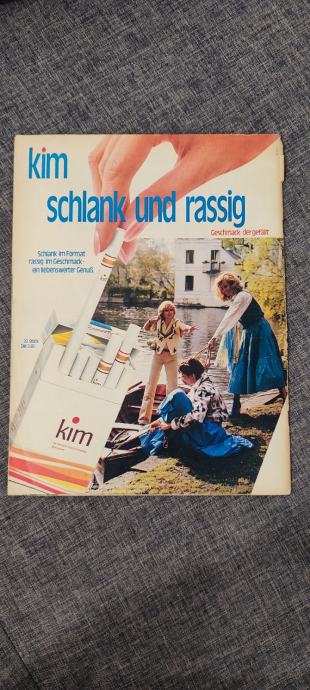 kim
schlank und rassig
Geschmack der gefällt
Schlank im Format
rassig im Geschmack-
ein liebenswerter Genuß.
kim